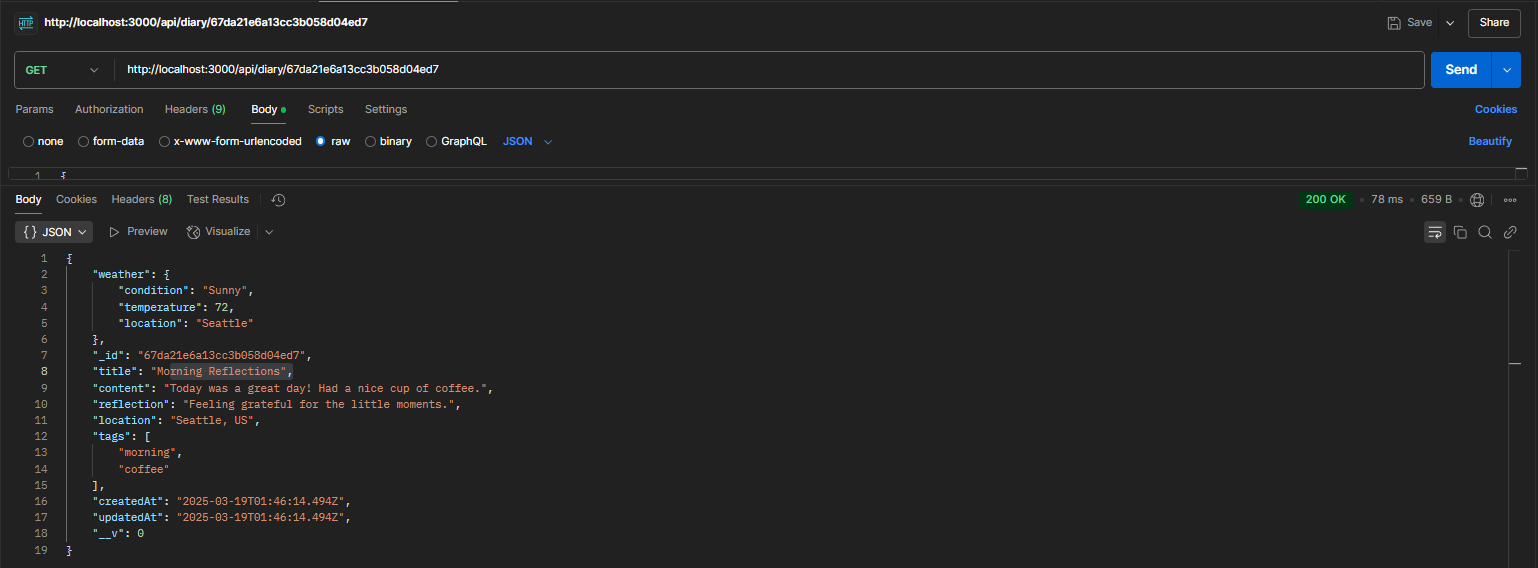 HTTP http://localhost:3000/api/diary/67da21e6a13cc3b058d04ed7 Save Share
GET http://localhost:3000/api/diary/67da21e6a13cc3b058d04ed7 Send
Params Authorization Headers (9) Body Scripts Settings Cookies
none form-data x-www-form-urlencoded raw binary GraphQL JSON Beautify
1 {
Body Cookies Headers (8) Test Results 200 OK 78 ms 659 B
{} JSON Preview Visualize
1 {
2 "weather": {
3 "condition": "Sunny",
4 "temperature": 72,
5 "location": "Seattle"
6 },
7 "_id": "67da21e6a13cc3b058d04ed7",
8 "title": "Morning Reflections",
9 "content": "Today was a great day! Had a nice cup of coffee.",
10 "reflection": "Feeling grateful for the little moments.",
11 "location": "Seattle, US",
12 "tags": [
13 "morning",
14 "coffee"
15 ],
16 "createdAt": "2025-03-19T01:46:14.494Z",
17 "updatedAt": "2025-03-19T01:46:14.494Z",
18 "__v": 0
19 }